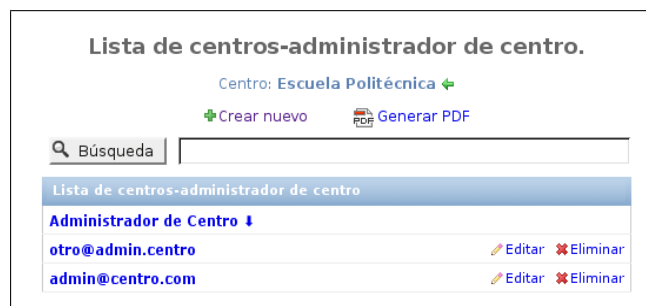 Lista de centros-administrador de centro.
Centro: Escuela Politécnica
Crear nuevo PDF Generar PDF
Búsqueda
Lista de centros-administrador de centro
Administrador de Centro
otro@admin.centro Editar Eliminar
admin@centro.com Editar Eliminar